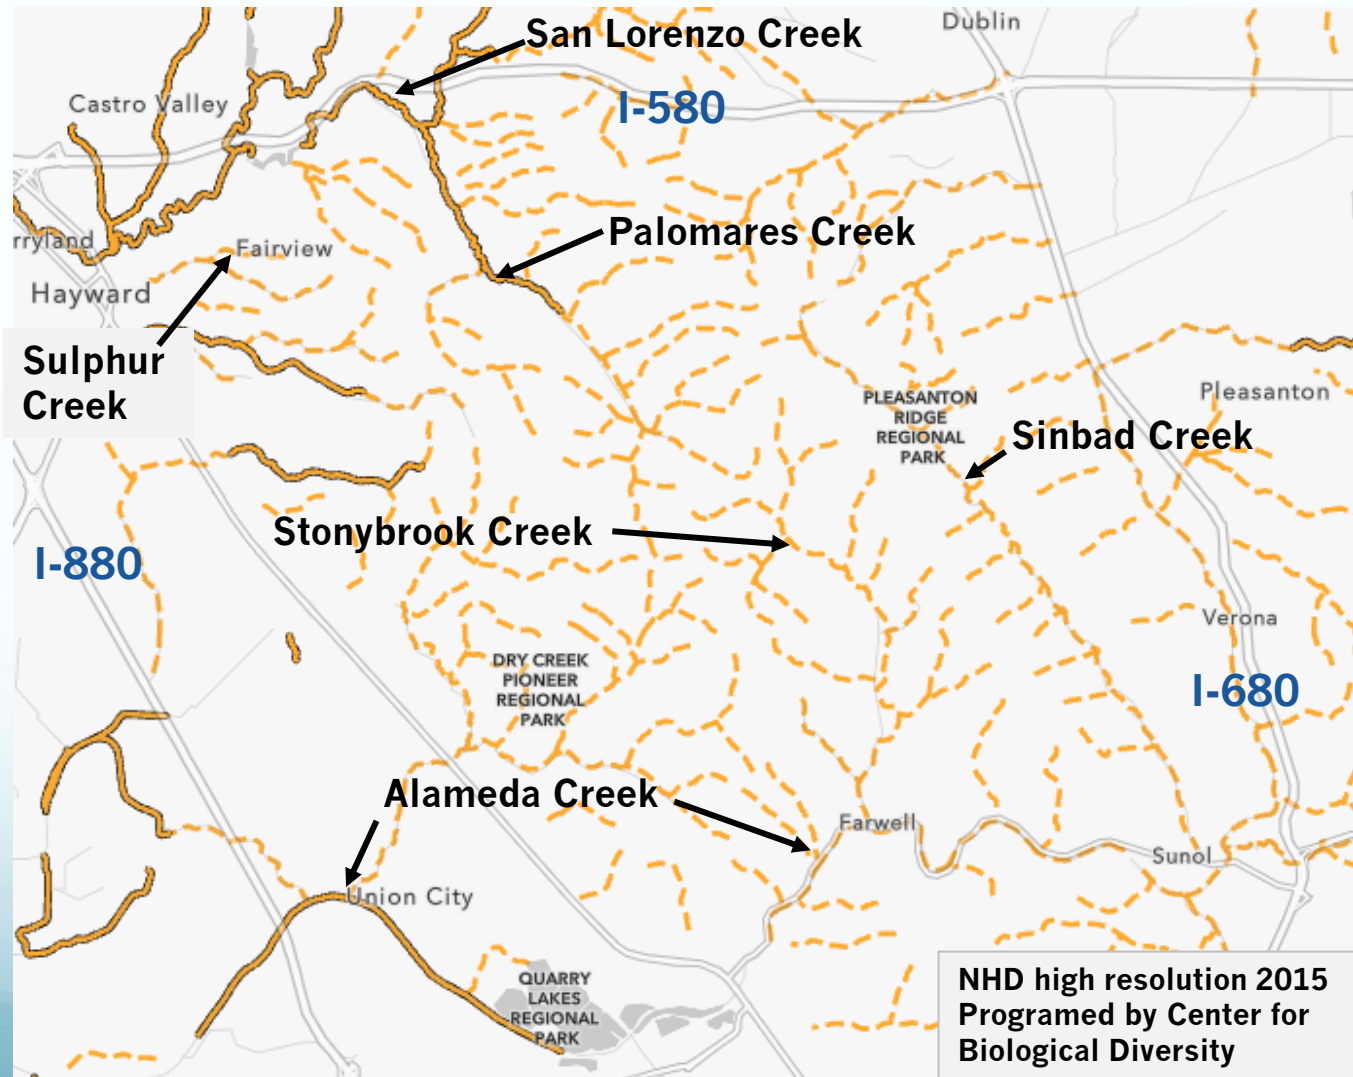 Dublin
San Lorenzo Creek
Castro Valley
I-580
rryland
Fairview
Palomares Creek
Hayward
Sulphur
Creek
PLEASANTON
RIDGE
REGIONAL
PARK
Pleasanton
Sinbad Creek
Stonybrook Creek
I-880
Verona
DRY CREEK
PIONEER
REGIONAL
PARK
I-680
Alameda Creek
Farwell
Sunol
Union City
QUARRY
LAKES
REGIONAL
PARK
NHD high resolution 2015
Programed by Center for
Biological Diversity